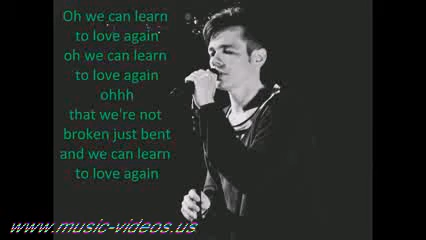 Oh we can learn
to love again
oh we can learn
to love again
ohhh
that we're not
broken just bent
and we can learn
to love again
www.music-videos.us